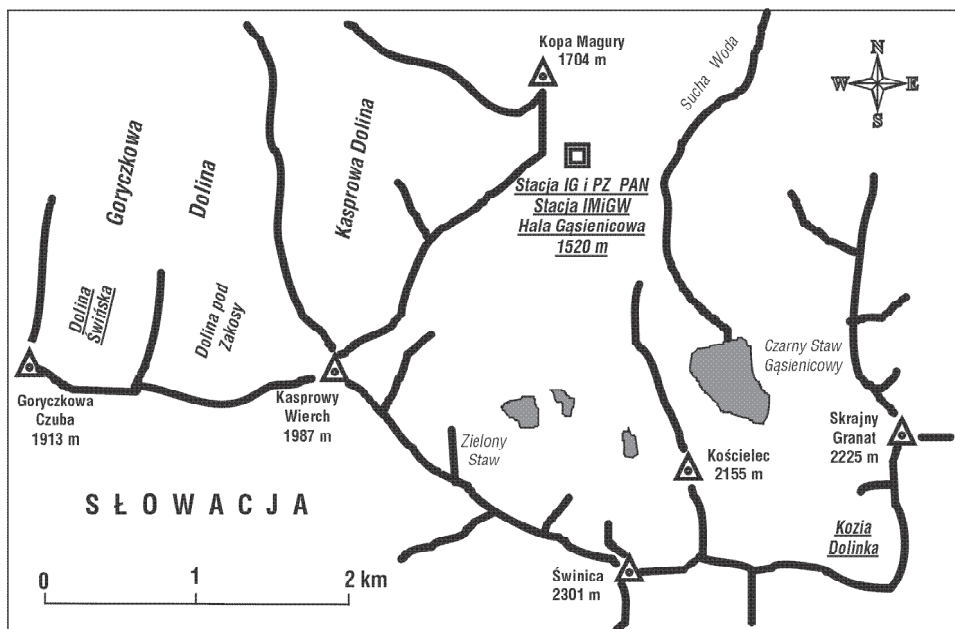 Kopa Magury
1704 m
Sucha Woda
N
W E
S
Goryczkowa
Dolina
Kasprowa Dolina
Stacja IG i PZ PAN
Stacja IMiGW
Hala Gąsienicowa
1520 m
Dolina
Świńska
Dolina pod
Zakosy
Czarny Staw
Gąsienicowy
Goryczkowa
Czuba
1913 m
Kasprowy
Wierch
1987 m
Zielony
Staw
Kościelec
2155 m
Skrajny
Granat
2225 m
SŁOWACJA
Kozia
Dolinka
Świnica
2301 m
0 1 2 km